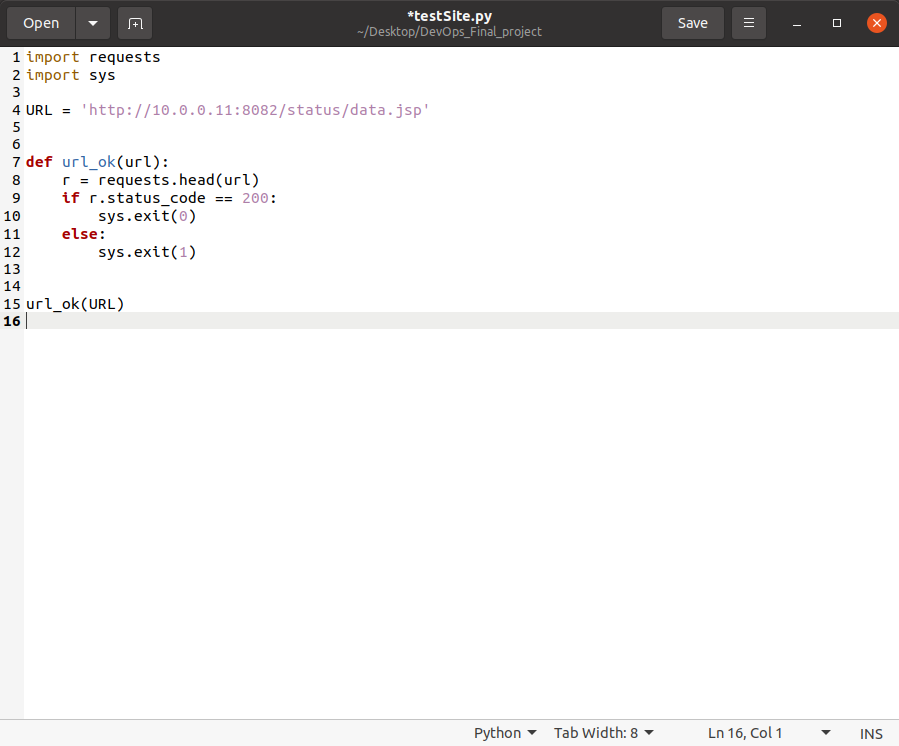 Open
*testSite.py
~/Desktop/DevOps_Final_project
Save
1 import requests
2 import sys
3
4 URL = 'http://10.0.0.11:8082/status/data.jsp'
5
6
7 def url_ok(url):
8     r = requests.head(url)
9     if r.status_code == 200:
10         sys.exit(0)
11     else:
12         sys.exit(1)
13
14
15 url_ok(URL)
16
Python Tab Width: 8 Ln 16, Col 1 INS